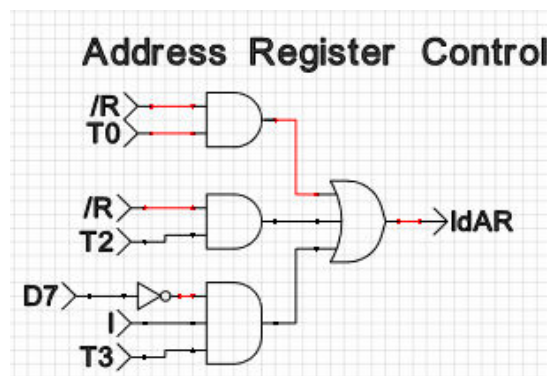 Address Register Control
/R
T0
/R
T2
ldAR
D7
I
T3